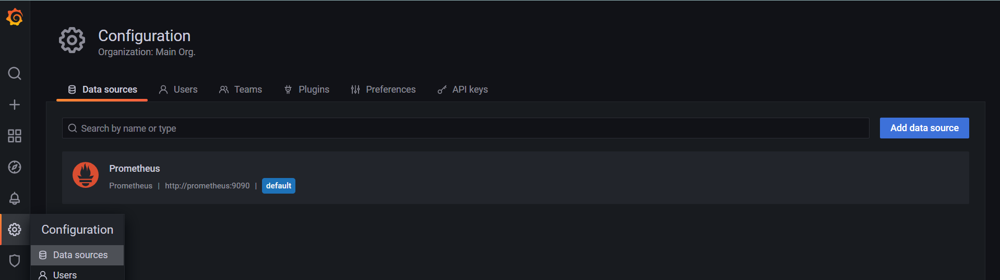 Configuration
Organization: Main Org.
Data sources Users Teams Plugins Preferences API keys
Search by name or type Add data source
Prometheus
Prometheus | http://prometheus:9090 | default
Configuration
Data sources
Users